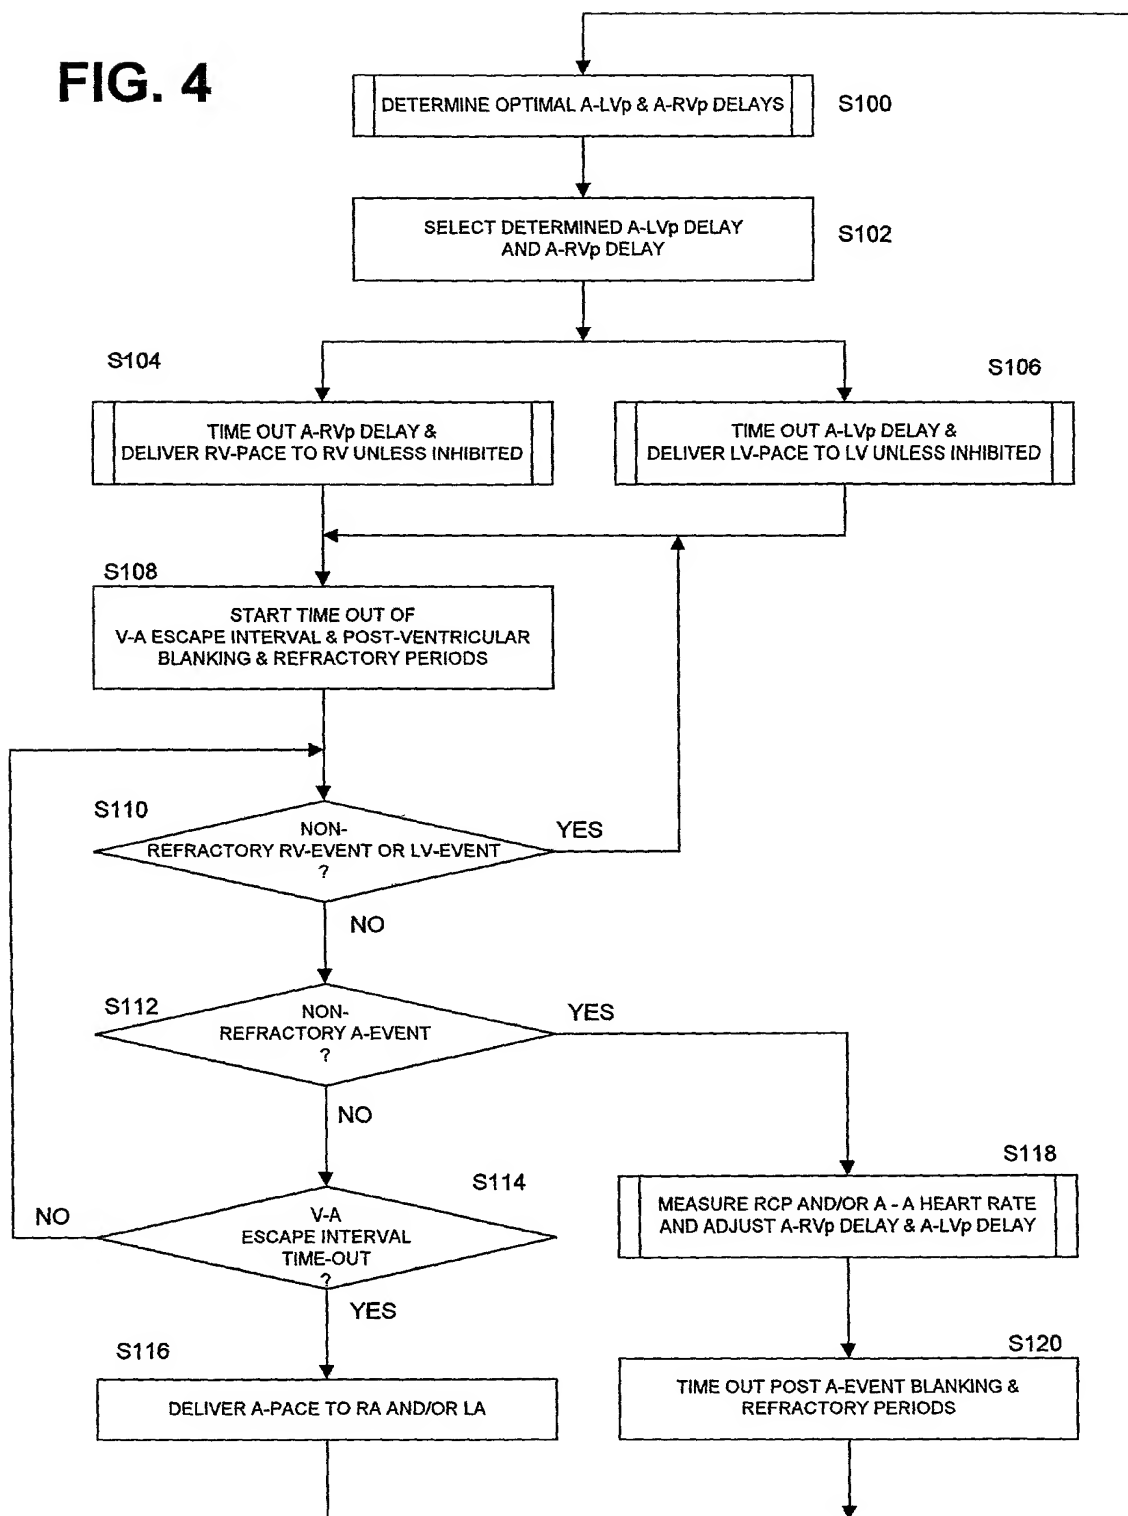 FIG. 4
DETERMINE OPTIMAL A-LVp & A-RVp DELAYS
S100
SELECT DETERMINED A-LVp DELAY
AND A-RVp DELAY
S102
S104
TIME OUT A-RVp DELAY &
DELIVER RV-PACE TO RV UNLESS INHIBITED
S106
TIME OUT A-LVp DELAY &
DELIVER LV-PACE TO LV UNLESS INHIBITED
S108
START TIME OUT OF
V-A ESCAPE INTERVAL & POST-VENTRICULAR
BLANKING & REFRACTORY PERIODS
S110
NON-
REFRACTORY RV-EVENT OR LV-EVENT
?
YES
NO
S112
NON-
REFRACTORY A-EVENT
?
YES
NO
S114
V-A
ESCAPE INTERVAL
TIME-OUT
?
NO
YES
S118
MEASURE RCP AND/OR A - A HEART RATE
AND ADJUST A-RVp DELAY & A-LVp DELAY
S116
DELIVER A-PACE TO RA AND/OR LA
S120
TIME OUT POST A-EVENT BLANKING &
REFRACTORY PERIODS